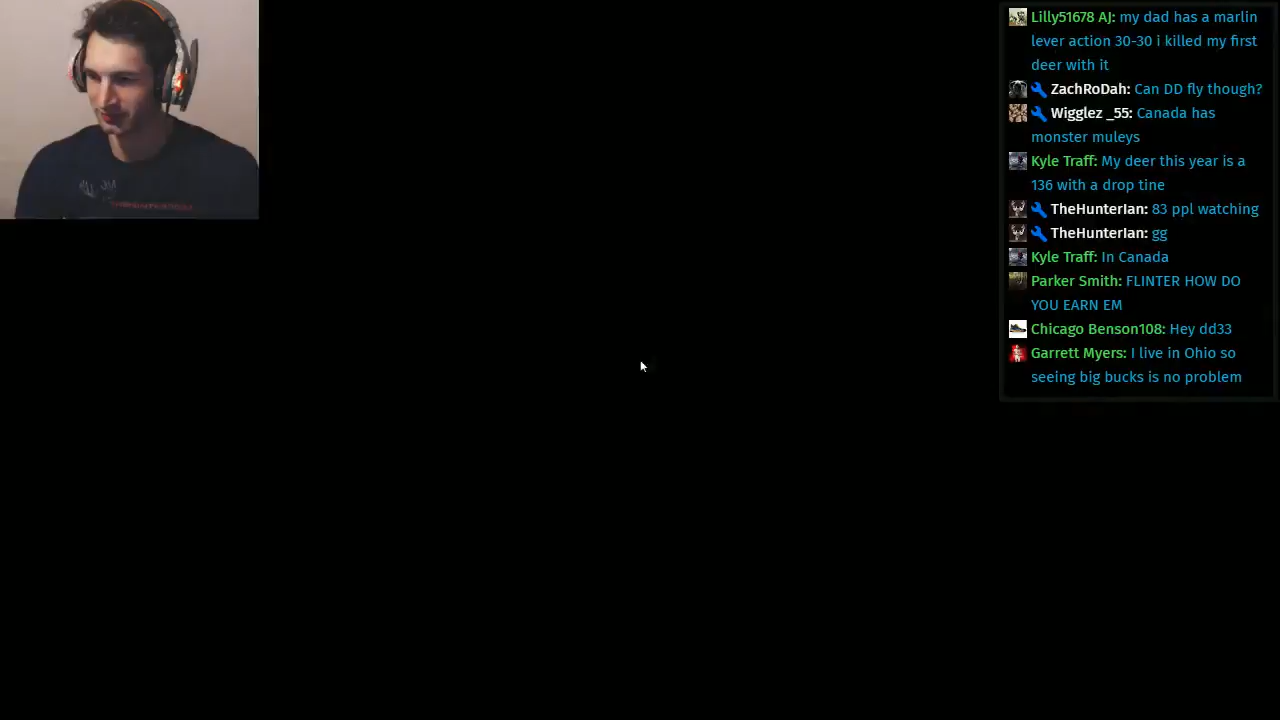 Lilly51678 AJ: my dad has a marlin
lever action 30-30 i killed my first
deer with it
ZachRoDah: Can DD fly though?
Wigglez _55: Canada has
monster muleys
Kyle Traff: My deer this year is a
136 with a drop tine
TheHunterIan: 83 ppl watching
TheHunterIan: gg
Kyle Traff: In Canada
Parker Smith: FLINTER HOW DO
YOU EARN EM
Chicago Benson108: Hey dd33
Garrett Myers: I live in Ohio so
seeing big bucks is no problem